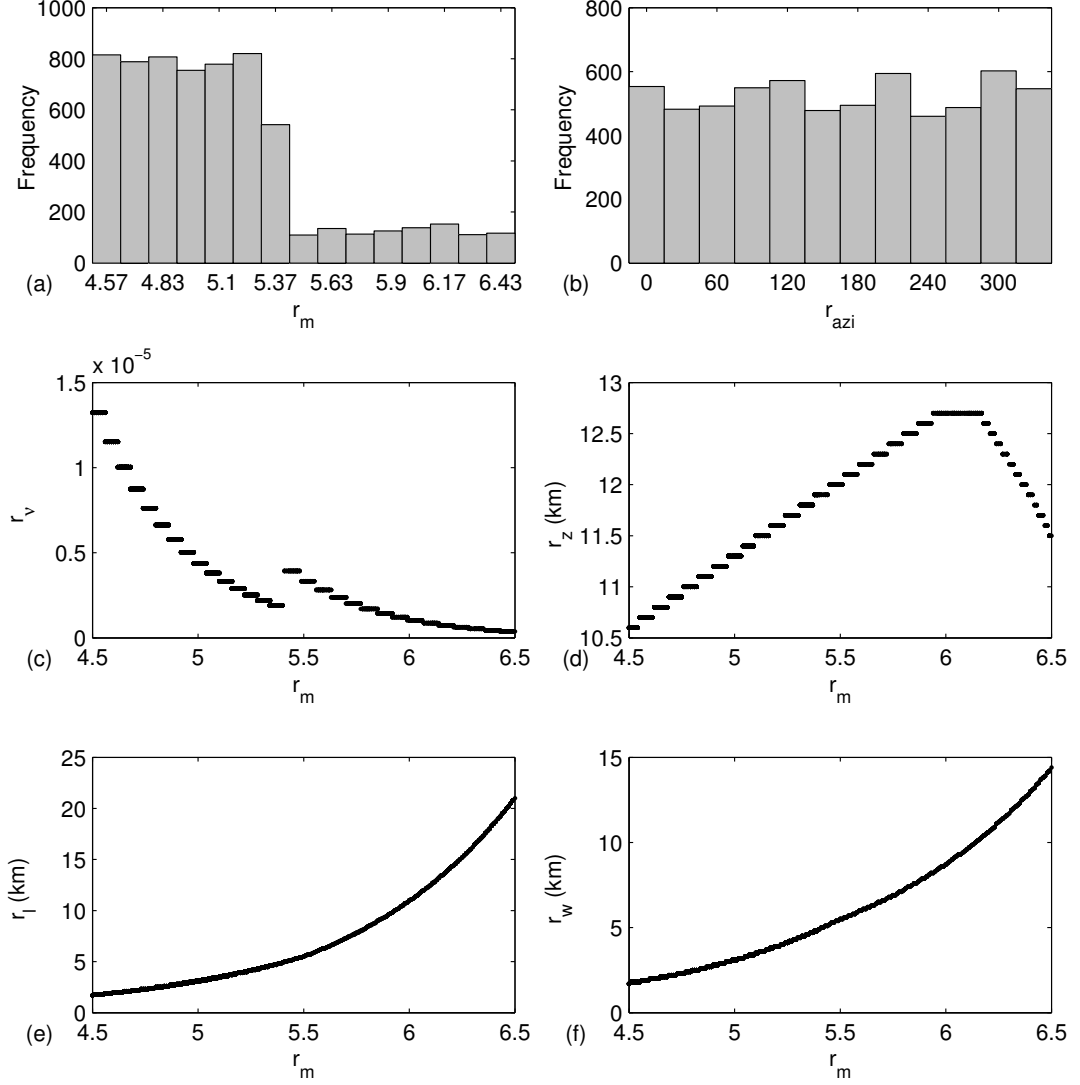 1000
800
600
400
200
0
Frequency
4.57 4.83 5.1 5.37 5.63 5.9 6.17 6.43
(a)
r_m
800
600
400
200
0
Frequency
0 60 120 180 240 300
(b)
r_azi
x 10^−5
1.5
1
0.5
0
r_ν
4.5 5 5.5 6 6.5
(c)
r_m
13
12.5
12
11.5
11
10.5
r_z (km)
4.5 5 5.5 6 6.5
(d)
r_m
25
20
15
10
5
0
r_l (km)
4.5 5 5.5 6 6.5
(e)
r_m
15
10
5
0
r_w (km)
4.5 5 5.5 6 6.5
(f)
r_m